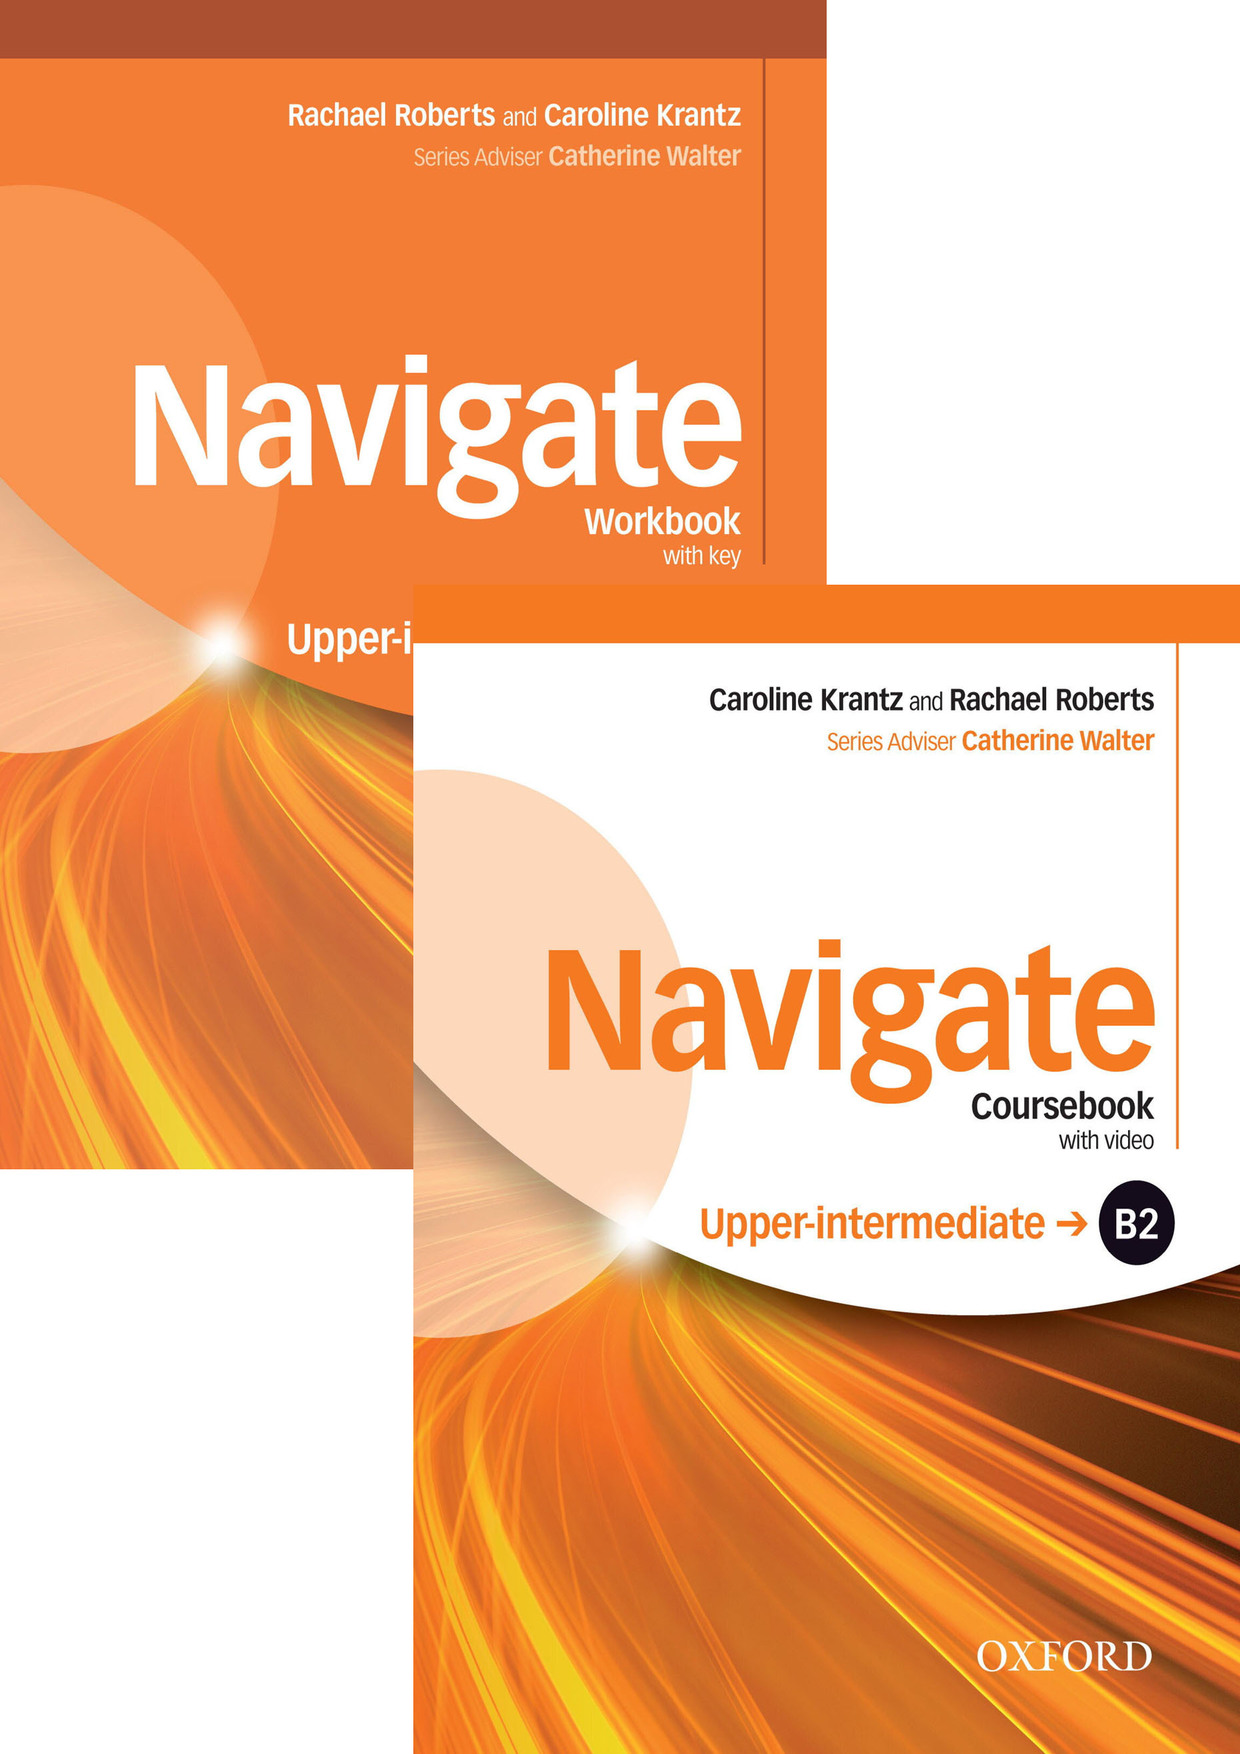 Rachael Roberts and Caroline Krantz
Series Adviser Catherine Walter
Navigate
Workbook
with key
Upper-i
Caroline Krantz and Rachael Roberts
Series Adviser Catherine Walter
Navigate
Coursebook
with video
Upper-intermediate → B2
OXFORD